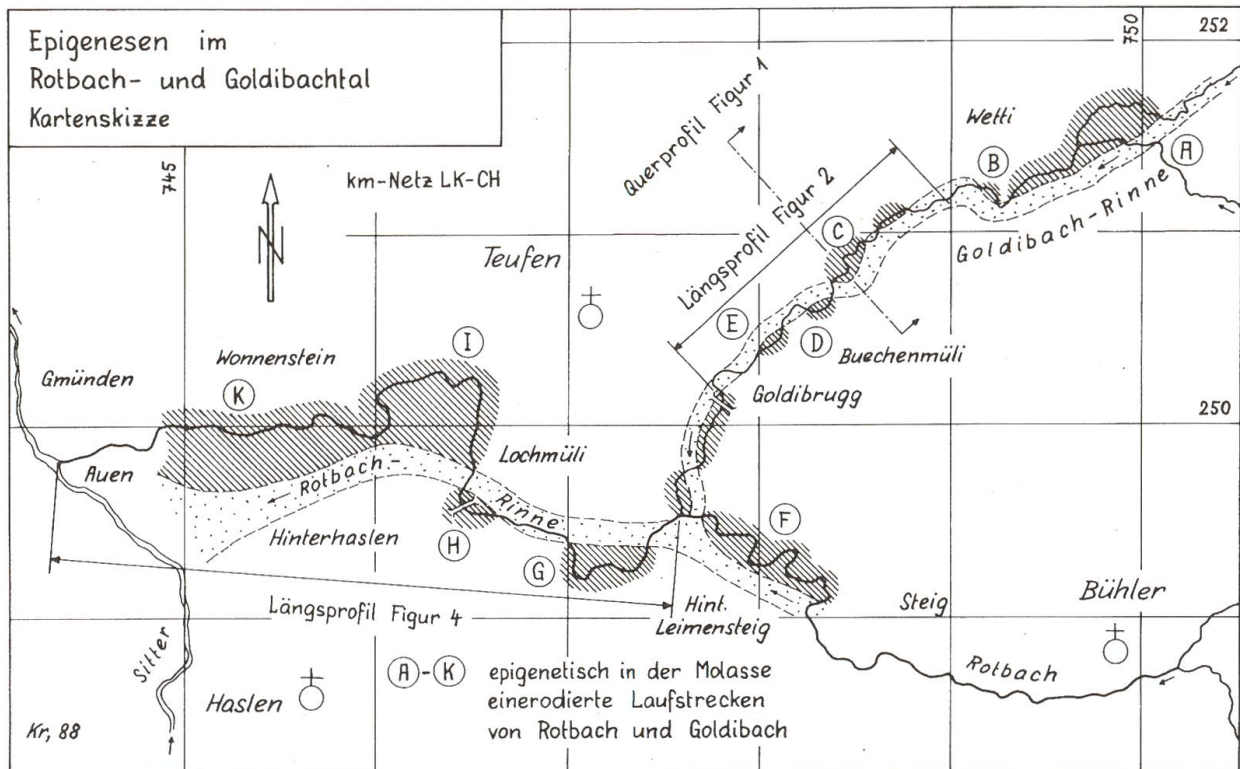 Epigenesen im
Rotbach- und Goldibachtal
Kartenskizze
750
252
745
km-Netz LK-CH
Querprofil Figur 1
Wetti
A
B
Längsprofil Figur 2
C
Goldibach-Rinne
Teufen
E
D
Buechenmüli
I
Wonnenstein
Gmünden
K
Goldibrugg
250
Lochmüli
Auen
Rotbach-
Rinne
Hinterhaslen
H
G
F
Längsprofil Figur 4
Hint.
Leimensteig
Steig
Bühler
Sitter
Rotbach
Haslen
A-K epigenetisch in der Molasse
einerodierte Laufstrecken
von Rotbach und Goldibach
Kr, 88
N